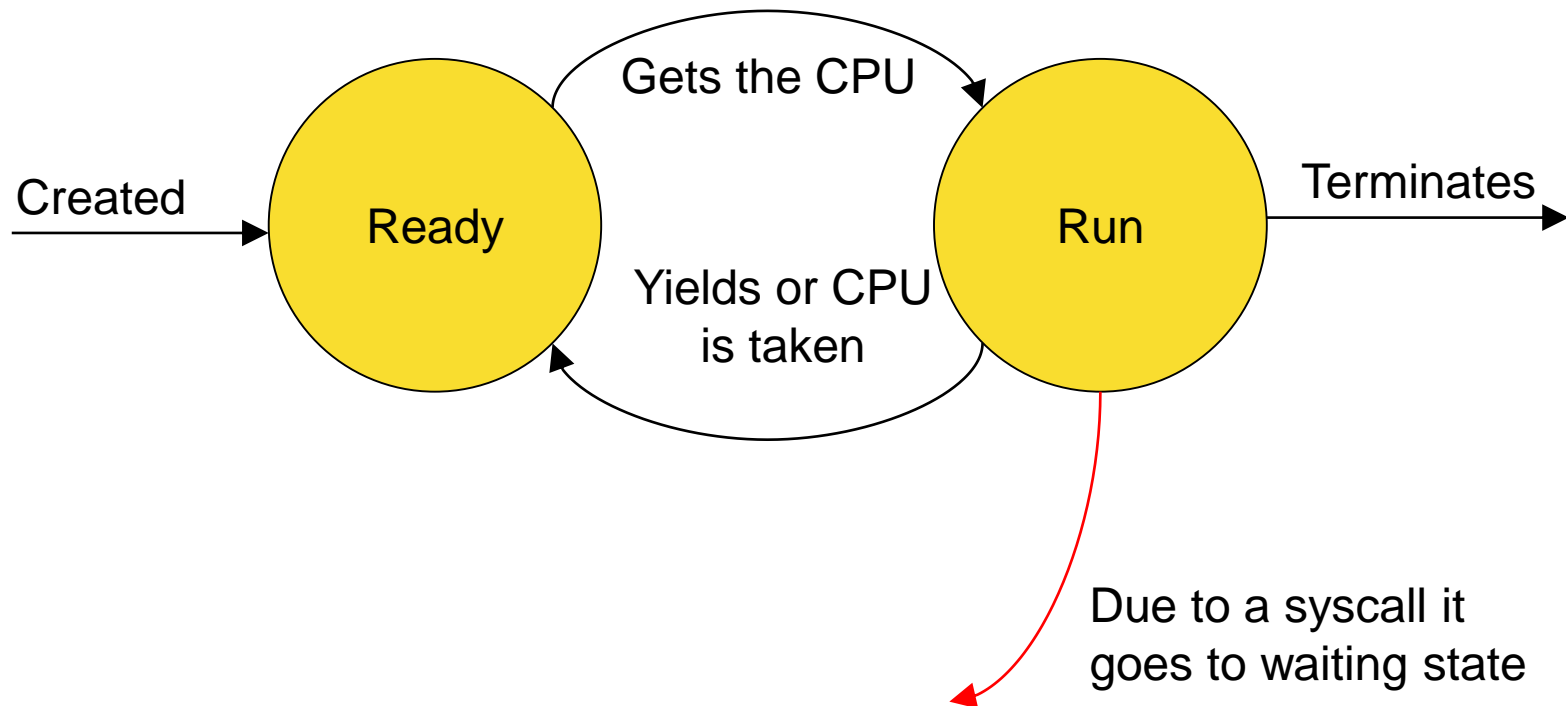 Gets the CPU
Created
Ready
Run
Terminates
Yields or CPU
is taken
Due to a syscall it
goes to waiting state